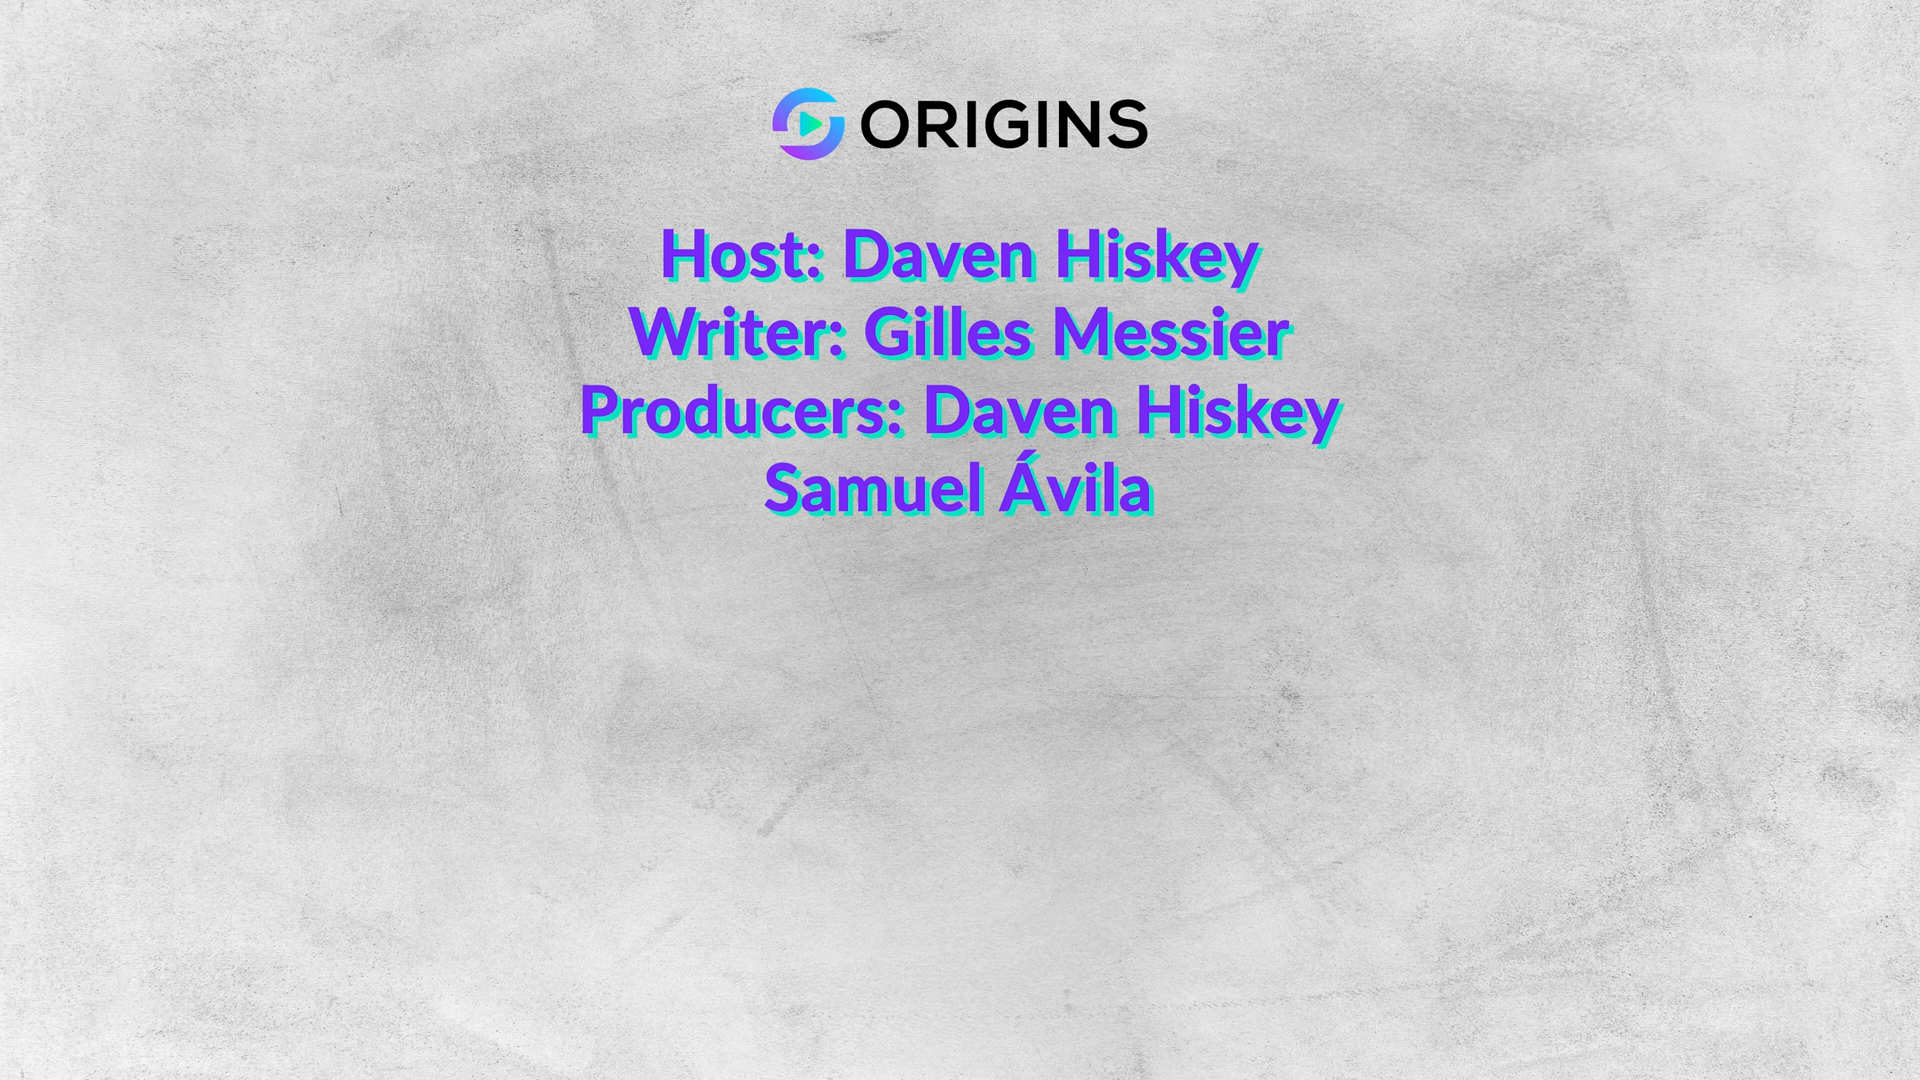 ORIGINS
Host: Daven Hiskey
Writer: Gilles Messier
Producers: Daven Hiskey
Samuel Ávila